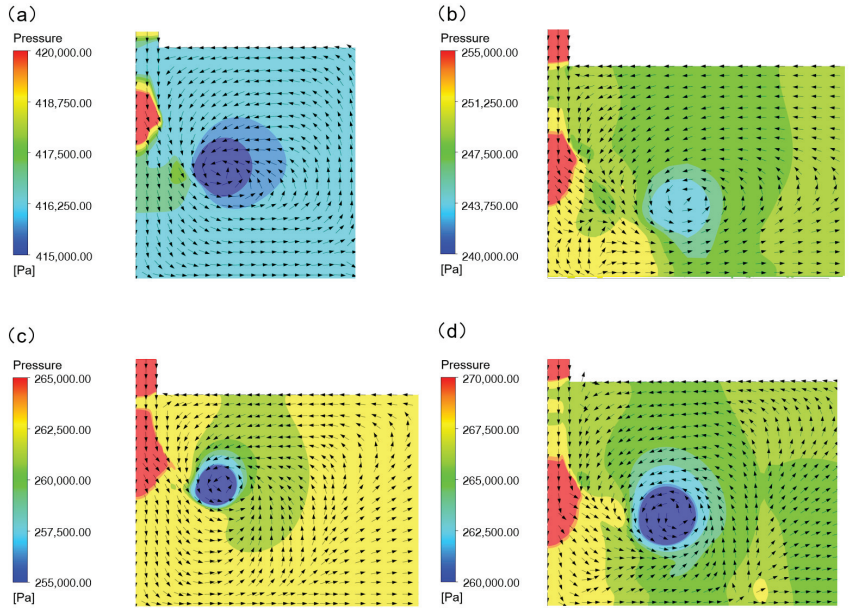 (a)
Pressure
420,000.00
418,750.00
417,500.00
416,250.00
415,000.00
[Pa]
(b)
Pressure
255,000.00
251,250.00
247,500.00
243,750.00
240,000.00
[Pa]
(c)
Pressure
265,000.00
262,500.00
260,000.00
257,500.00
255,000.00
[Pa]
(d)
Pressure
270,000.00
267,500.00
265,000.00
262,500.00
260,000.00
[Pa]